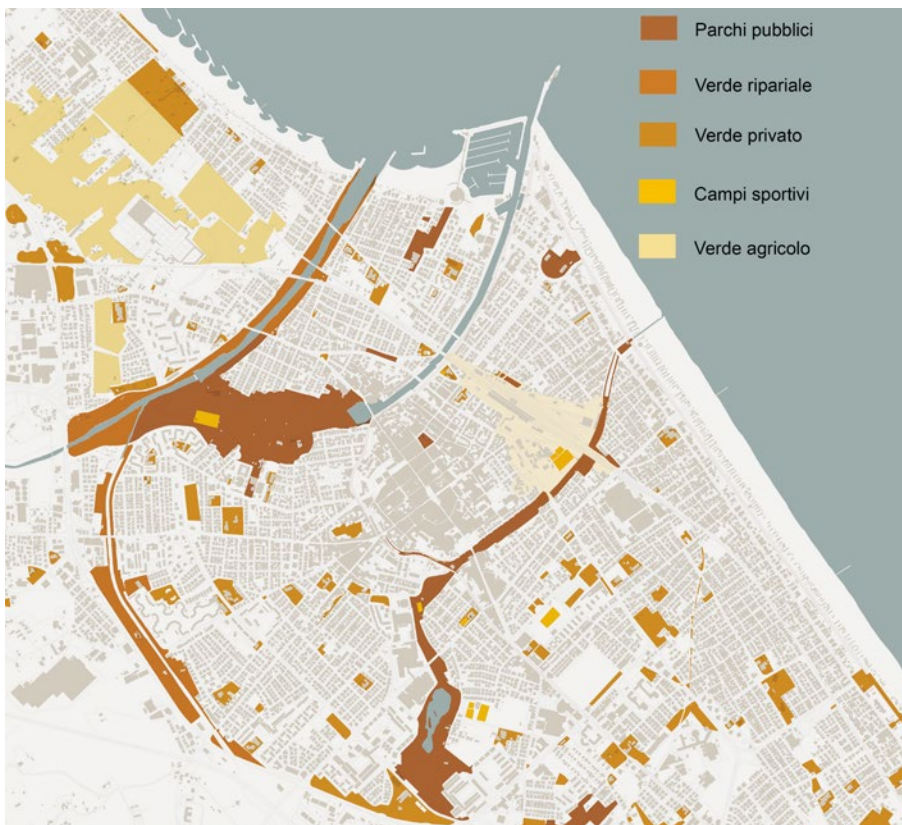 Parchi pubblici
Verde ripariale
Verde privato
Campi sportivi
Verde agricolo